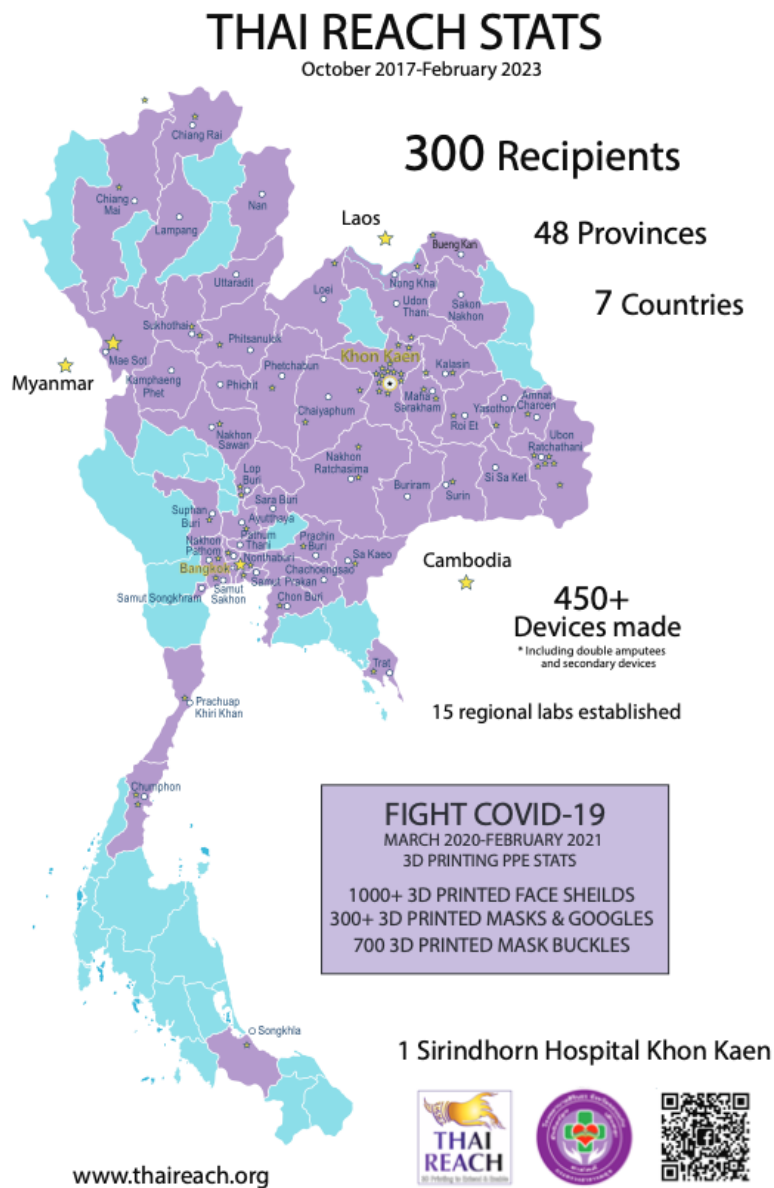 THAI REACH STATS
October 2017-February 2023
300 Recipients
48 Provinces
7 Countries
Chiang Rai
Chiang
Mai
Nan
Lampang
Laos
Bueng Kan
Uttaradit
Loei
Nong Khai
Udon
Thani
Sakon
Nakhon
Sukhothai
Phitsanulok
Mae Sot
Myanmar
Khon Kaen
Kalasin
Phetchabun
Kamphaeng
Phet
Phichit
Chaiyaphum
Maha
Sarakham
Roi Et
Yasothon
Amnat
Charoen
Nakhon
Sawan
Nakhon
Ratchasima
Ubon
Ratchathani
Lop
Buri
Buriram
Surin
Si Sa Ket
Sara Buri
Suphan
Buri
Ayutthaya
Pathum
Thani
Prachin
Buri
Nakhon
Pathom
Nonthaburi
Sa Kaeo
Bangkok
Chachoengsao
Samut Prakan
Samut Songkhram
Samut
Sakhon
Chon Buri
Cambodia
450+
Devices made
* Including double amputees
and secondary devices
Trat
Prachuap
Khiri Khan
15 regional labs established
Chumphon
FIGHT COVID-19
MARCH 2020-FEBRUARY 2021
3D PRINTING PPE STATS
1000+ 3D PRINTED FACE SHEILDS
300+ 3D PRINTED MASKS & GOOGLES
700 3D PRINTED MASK BUCKLES
Songkhla
1 Sirindhorn Hospital Khon Kaen
THAI
REACH
www.thaireach.org